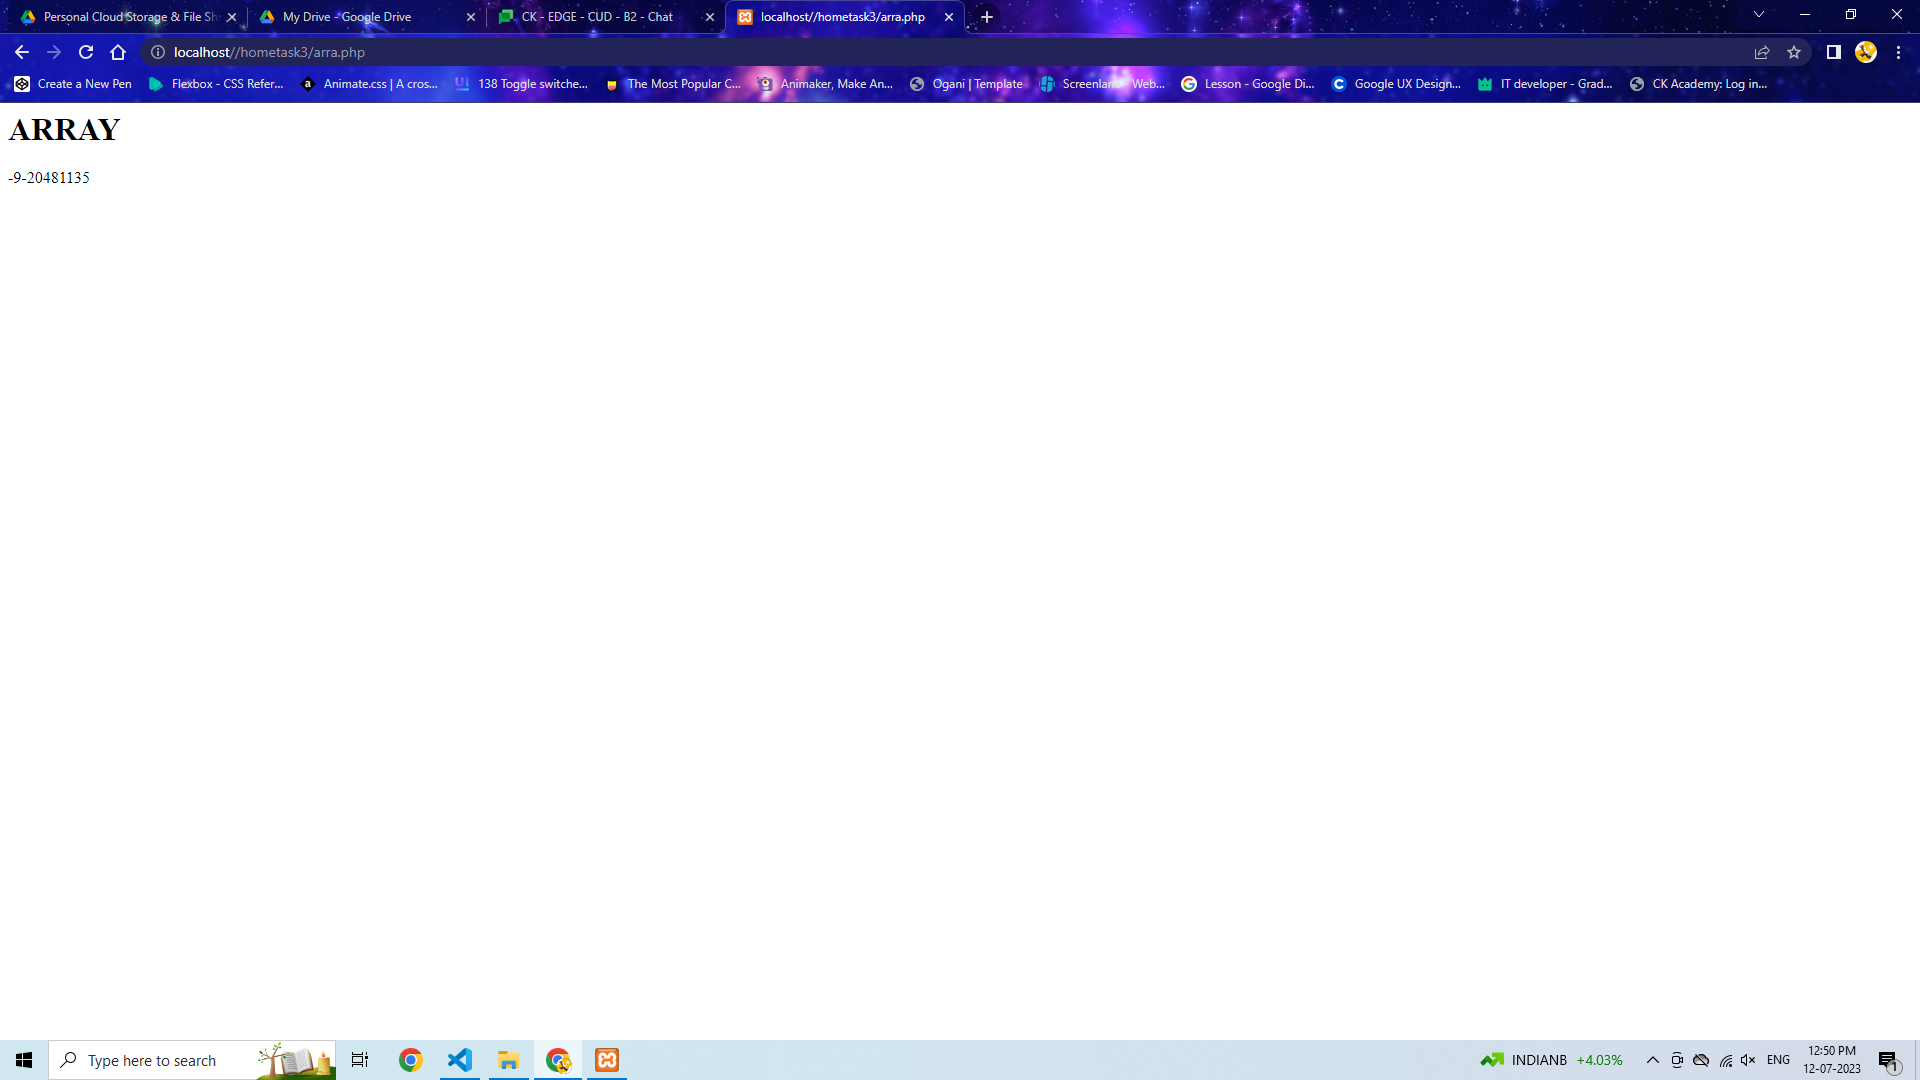 Personal Cloud Storage & File Sh
My Drive - Google Drive
CK - EDGE - CUD - B2 - Chat
localhost//hometask3/arra.php
localhost//hometask3/arra.php
Create a New Pen
Flexbox - CSS Refer...
Animate.css | A cros...
138 Toggle switche...
The Most Popular C...
Animaker, Make An...
Ogani | Template
Web...
Lesson - Google Di...
Google UX Design...
IT developer - Grad...
CK Academy: Log in...
ARRAY
-9-20481135
Type here to search
INDIANB +4.03%
ENG
12:50 PM
12-07-2023
1